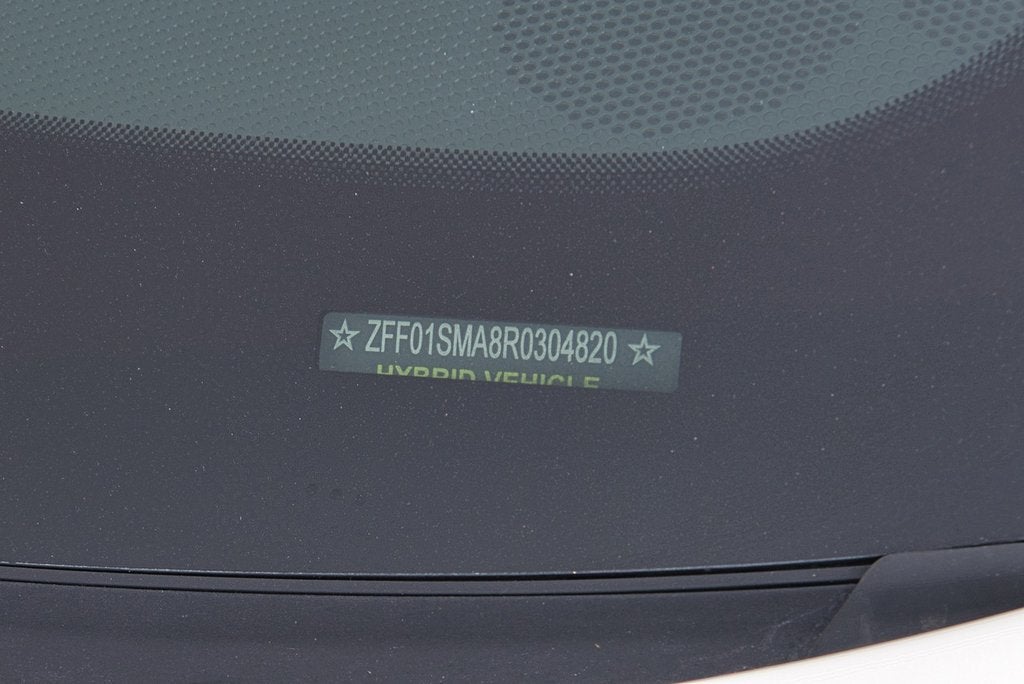 ☆ ZFF01SMA8R0304820 ☆
HYBRID VEHICLE